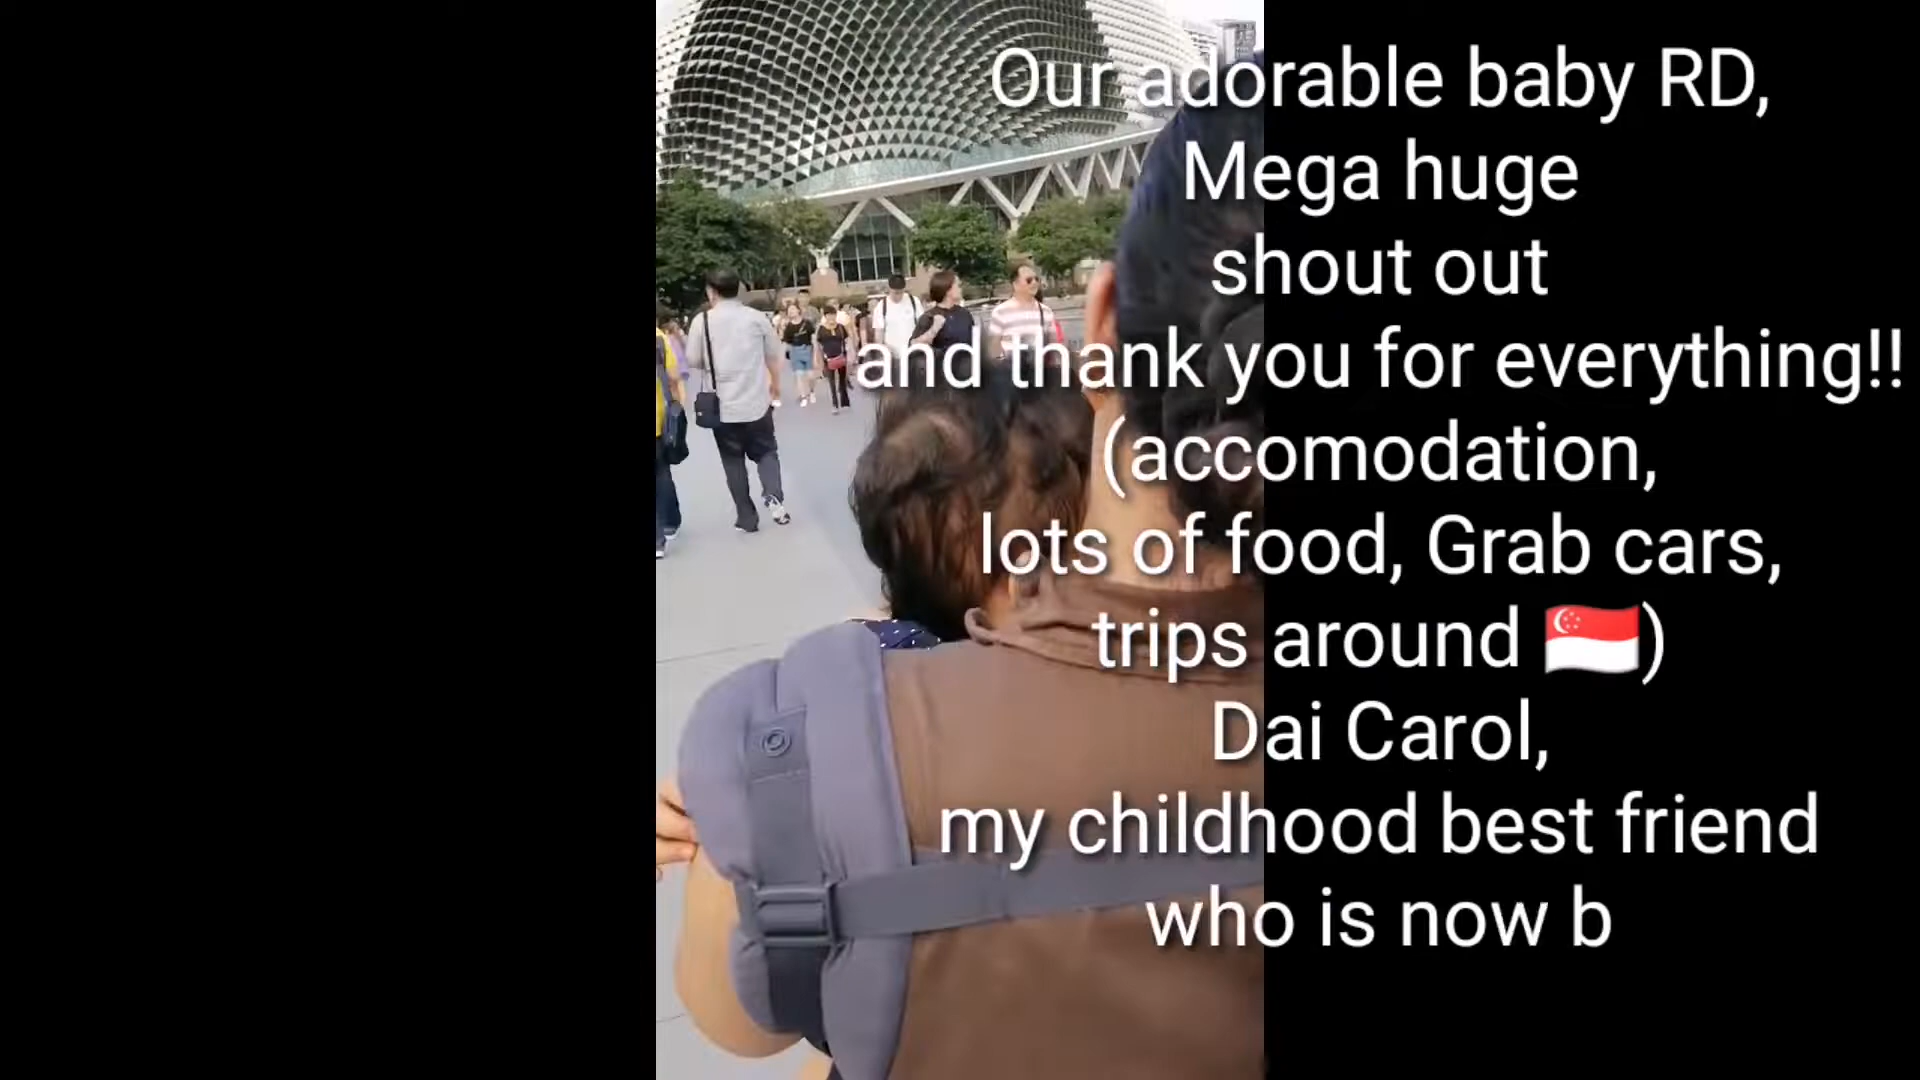 Our adorable baby RD,
Mega huge
shout out
and thank you for everything!!
(accomodation,
lots of food, Grab cars,
trips around 🇸🇬)
Dai Carol,
my childhood best friend
who is now b